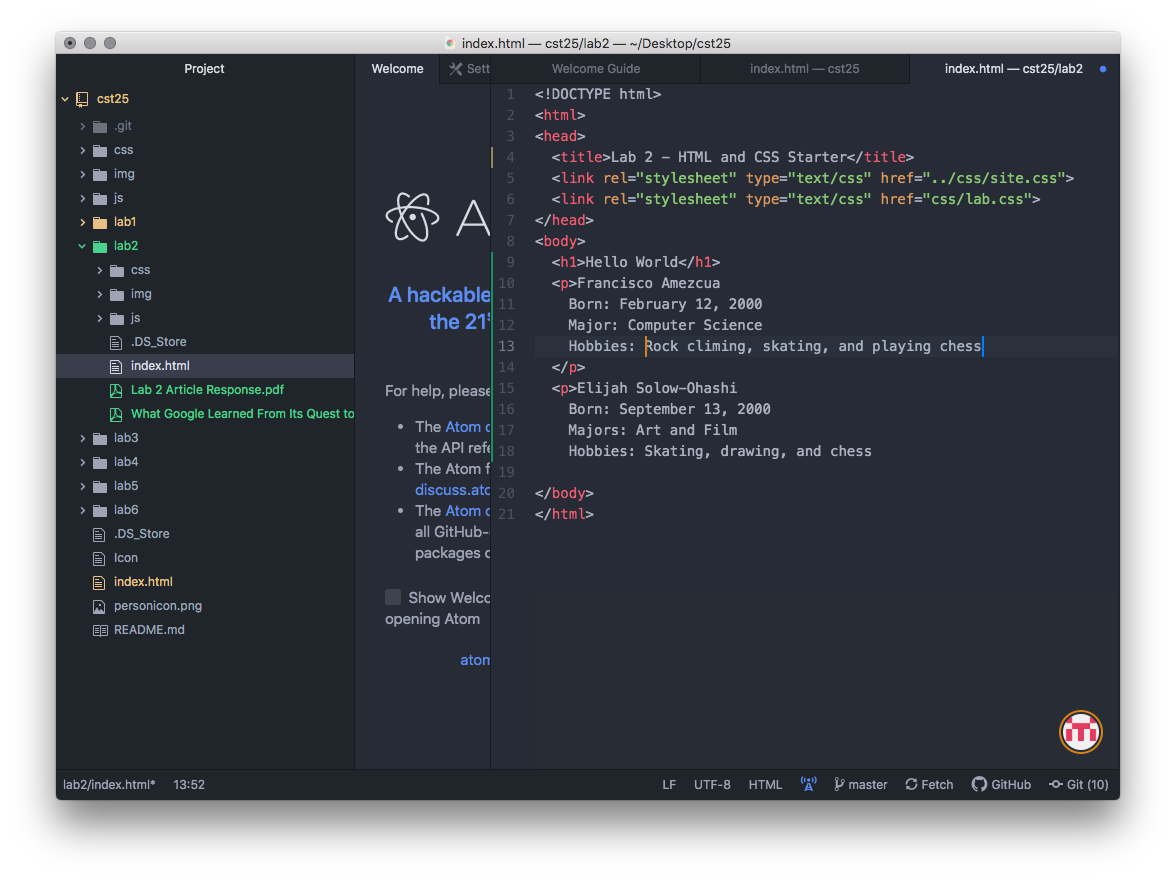 index.html — cst25/lab2 — ~/Desktop/cst25
Project
cst25
.git
css
img
js
lab1
lab2
css
img
js
.DS_Store
index.html
Lab 2 Article Response.pdf
What Google Learned From Its Quest to
lab3
lab4
lab5
lab6
.DS_Store
Icon
index.html
personicon.png
README.md
Welcome
Sett
A
A hackable
the 21s
For help, please
• The Atom d
the API refe
• The Atom f
discuss.ato
• The Atom o
all GitHub-
packages c
Show Welco
opening Atom
atom
Welcome Guide
index.html — cst25
index.html — cst25/lab2
1 <!DOCTYPE html>
2 <html>
3 <head>
4 <title>Lab 2 - HTML and CSS Starter</title>
5 <link rel="stylesheet" type="text/css" href="../css/site.css">
6 <link rel="stylesheet" type="text/css" href="css/lab.css">
7 </head>
8 <body>
9 <h1>Hello World</h1>
10 <p>Francisco Amezcua
11 Born: February 12, 2000
12 Major: Computer Science
13 Hobbies: Rock climing, skating, and playing chess
14 </p>
15 <p>Elijah Solow-Ohashi
16 Born: September 13, 2000
17 Majors: Art and Film
18 Hobbies: Skating, drawing, and chess
19
20 </body>
21 </html>
lab2/index.html* 13:52
LF UTF-8 HTML master Fetch GitHub Git (10)